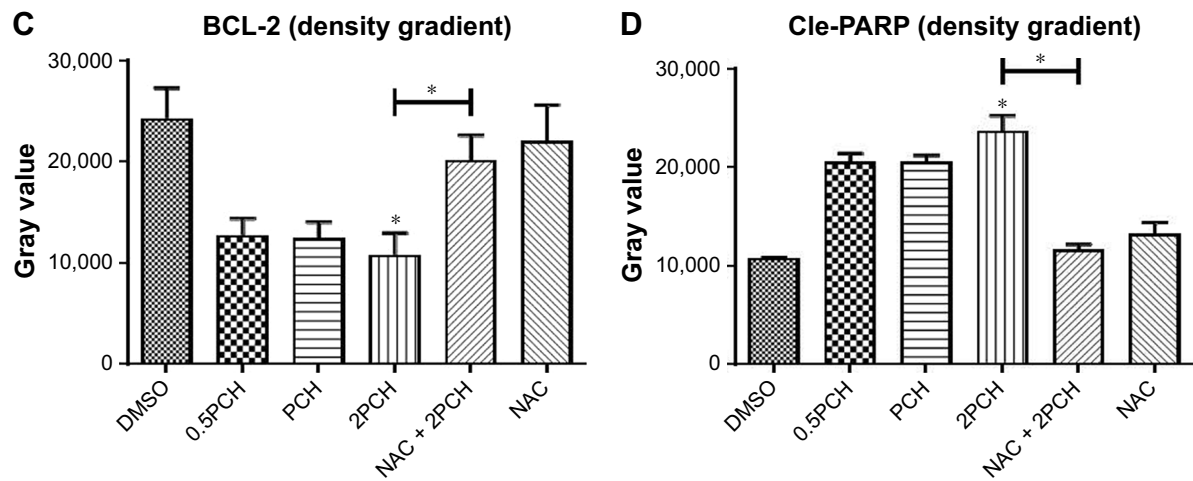 C
BCL-2 (density gradient)
Gray value
30,000
20,000
10,000
0
*
*
DMSO
0.5PCH
PCH
2PCH
NAC + 2PCH
NAC
D
Cle-PARP (density gradient)
Gray value
30,000
20,000
10,000
0
*
*
DMSO
0.5PCH
PCH
2PCH
NAC + 2PCH
NAC